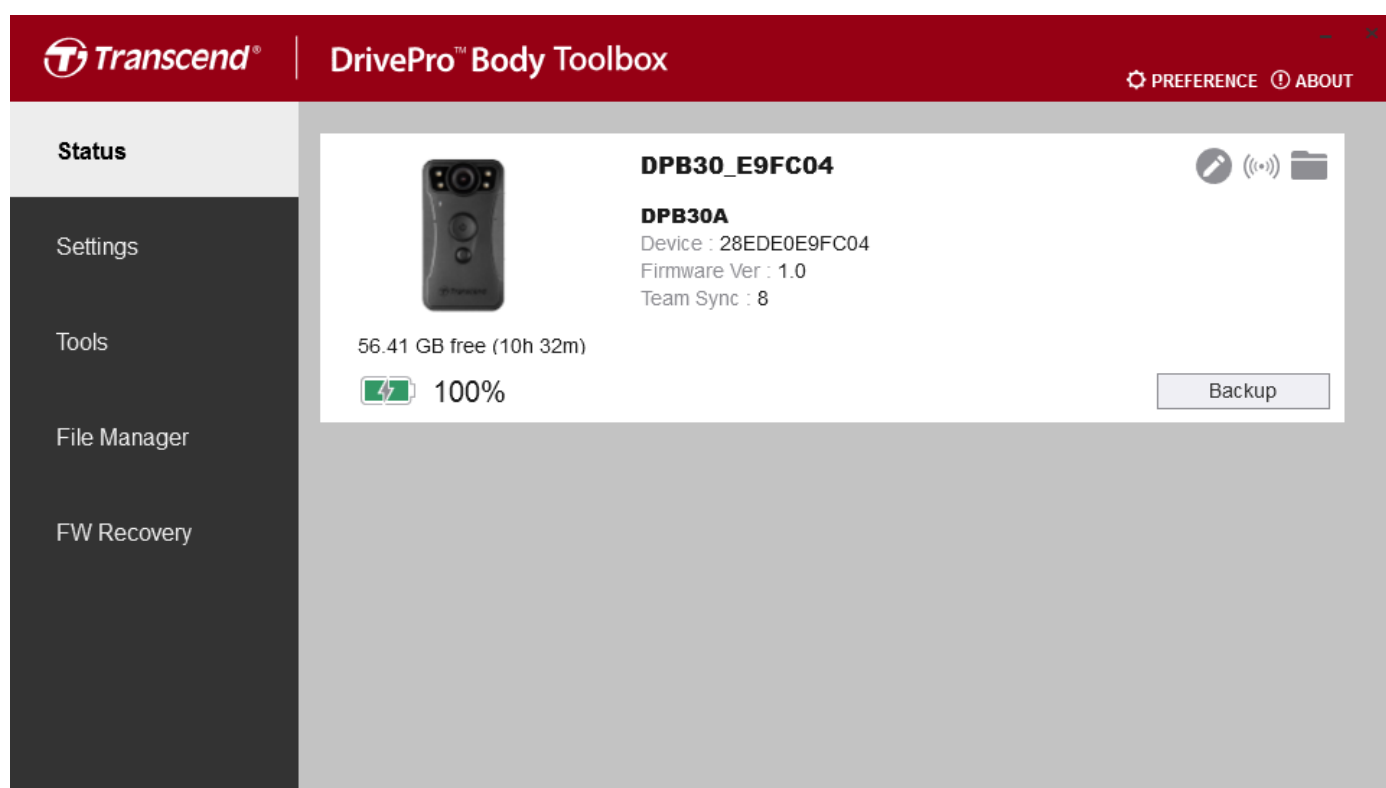 Transcend®
DrivePro™ Body Toolbox
PREFERENCE ABOUT
Status
Settings
Tools
File Manager
FW Recovery
DPB30_E9FC04
DPB30A
Device : 28EDE0E9FC04
Firmware Ver : 1.0
Team Sync : 8
Transcend
56.41 GB free (10h 32m)
100%
Backup